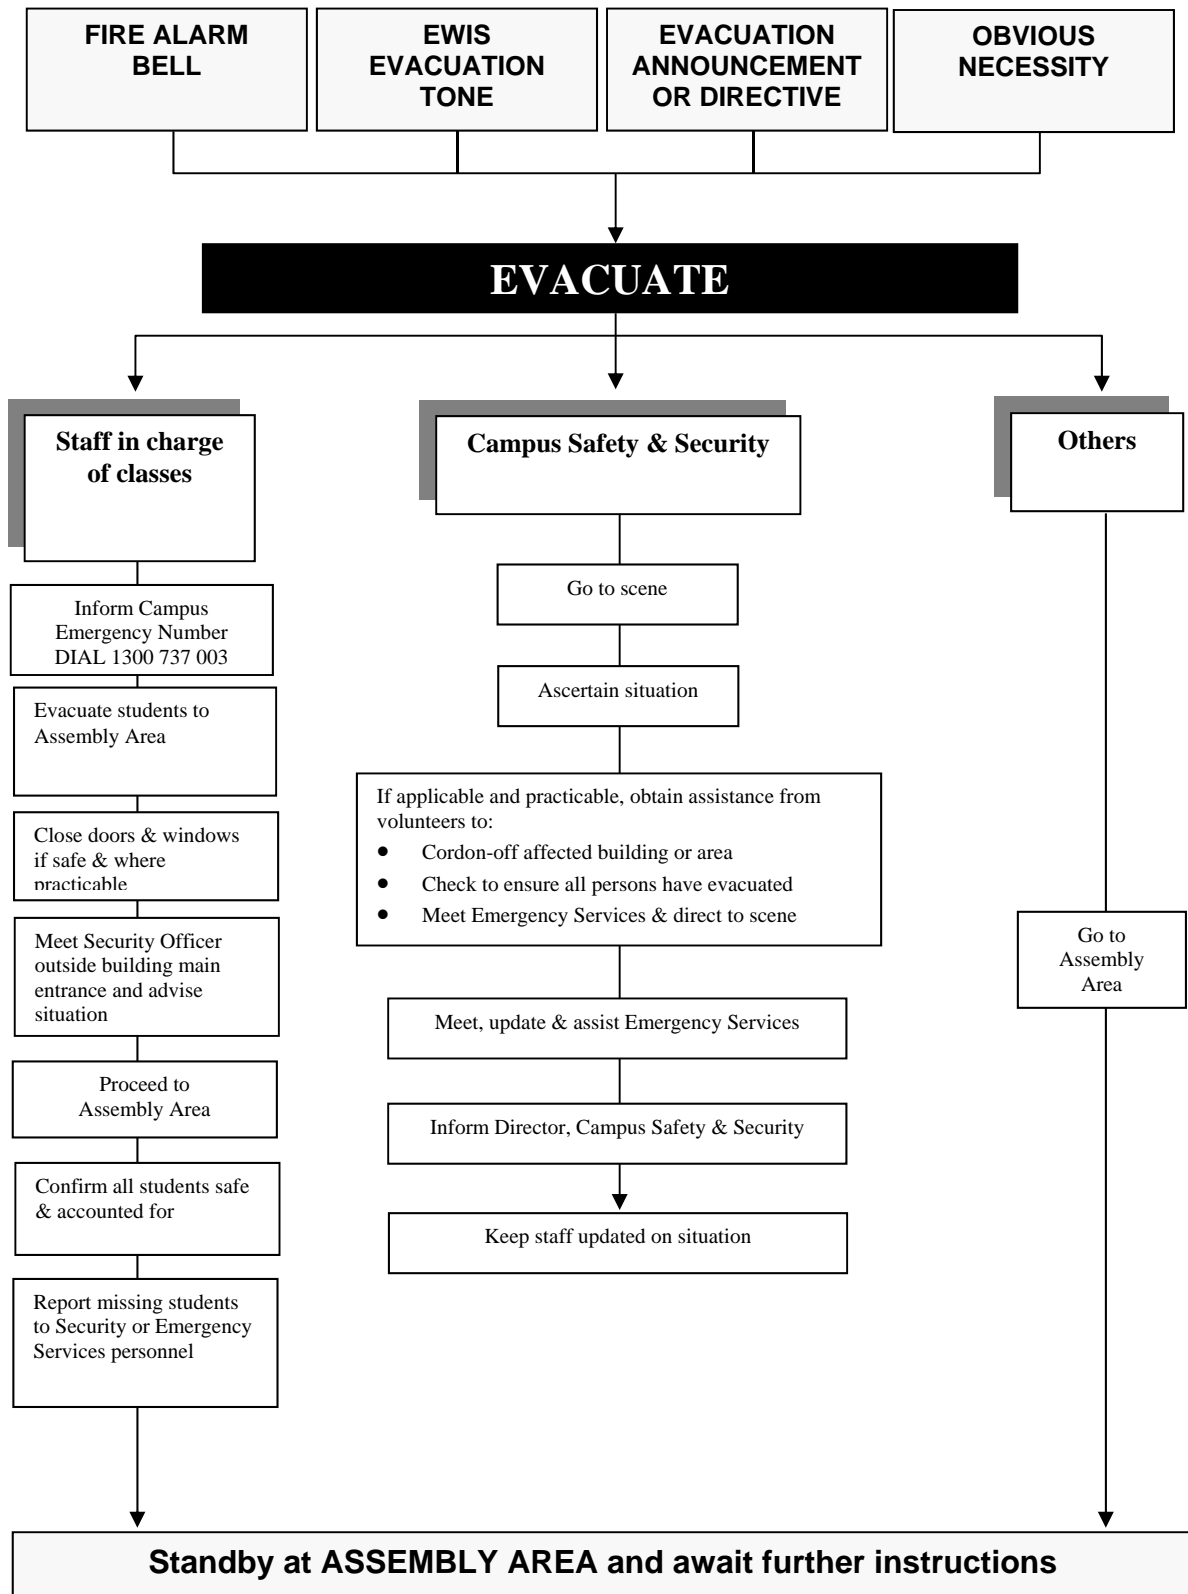 FIRE ALARM
BELL
EWIS
EVACUATION
TONE
EVACUATION
ANNOUNCEMENT
OR DIRECTIVE
OBVIOUS
NECESSITY
EVACUATE
Staff in charge
of classes
Inform Campus
Emergency Number
DIAL 1300 737 003
Evacuate students to
Assembly Area
Close doors & windows
if safe & where
practicable
Meet Security Officer
outside building main
entrance and advise
situation
Proceed to
Assembly Area
Confirm all students safe
& accounted for
Report missing students
to Security or Emergency
Services personnel
Campus Safety & Security
Go to scene
Ascertain situation
If applicable and practicable, obtain assistance from
volunteers to:
• Cordon-off affected building or area
• Check to ensure all persons have evacuated
• Meet Emergency Services & direct to scene
Meet, update & assist Emergency Services
Inform Director, Campus Safety & Security
Keep staff updated on situation
Others
Go to
Assembly
Area
Standby at ASSEMBLY AREA and await further instructions